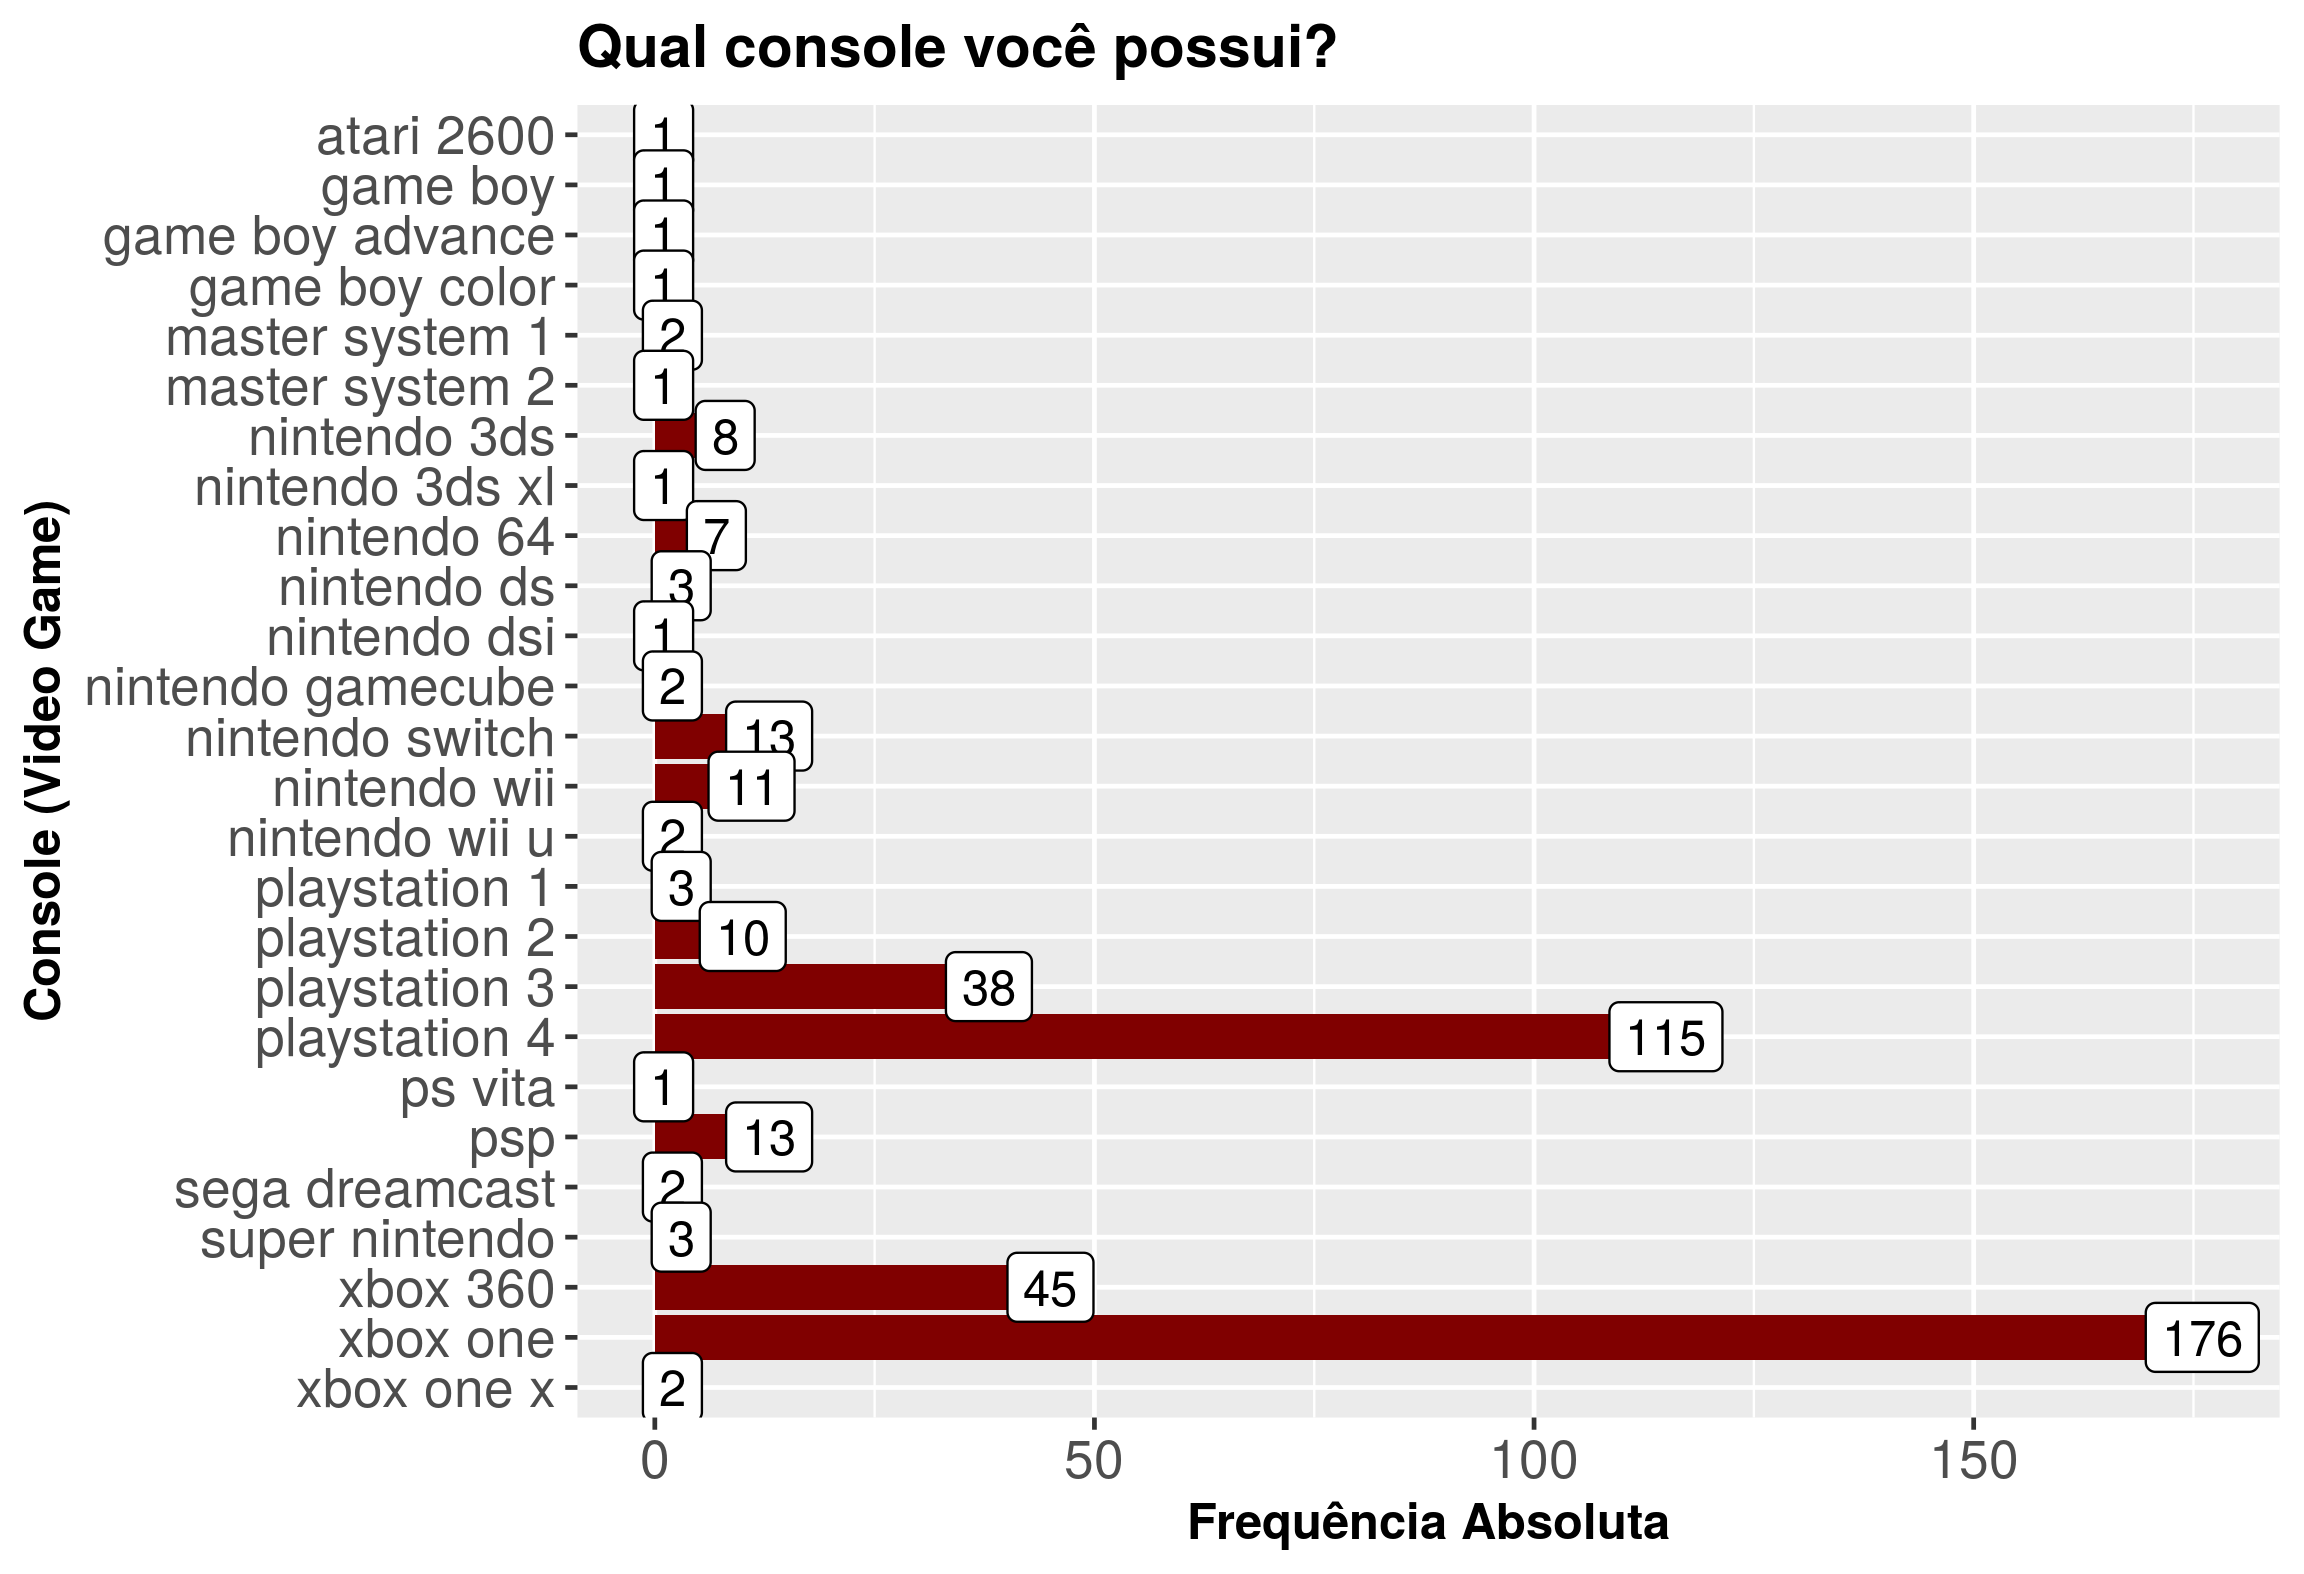 Qual console você possui?
Console (Video Game)
atari 2600 1
game boy 1
game boy advance 1
game boy color 1
master system 1 2
master system 2 1
nintendo 3ds 8
nintendo 3ds xl 1
nintendo 64 7
nintendo ds 3
nintendo dsi 1
nintendo gamecube 2
nintendo switch 13
nintendo wii 11
nintendo wii u 2
playstation 1 3
playstation 2 10
playstation 3 38
playstation 4 115
ps vita 1
psp 13
sega dreamcast 2
super nintendo 3
xbox 360 45
xbox one 176
xbox one x 2
0 50 100 150
Frequência Absoluta